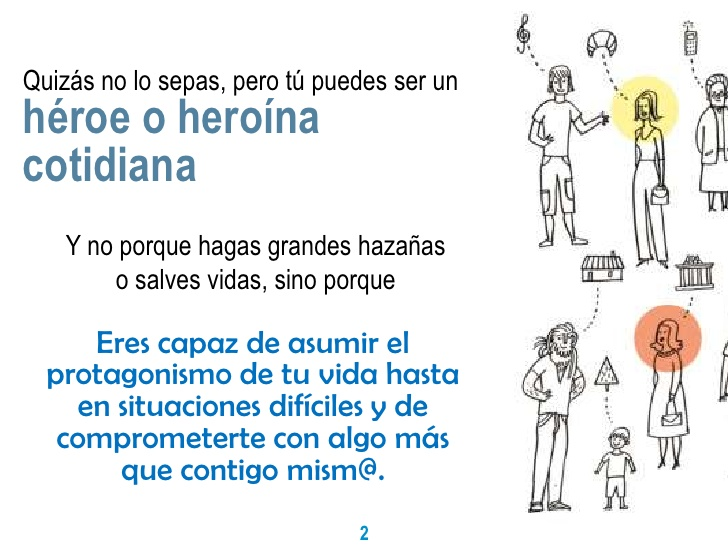 Quizás no lo sepas, pero tú puedes ser un
héroe o heroína
cotidiana
Y no porque hagas grandes hazañas
o salves vidas, sino porque
Eres capaz de asumir el
protagonismo de tu vida hasta
en situaciones difíciles y de
comprometerte con algo más
que contigo mism@.
2